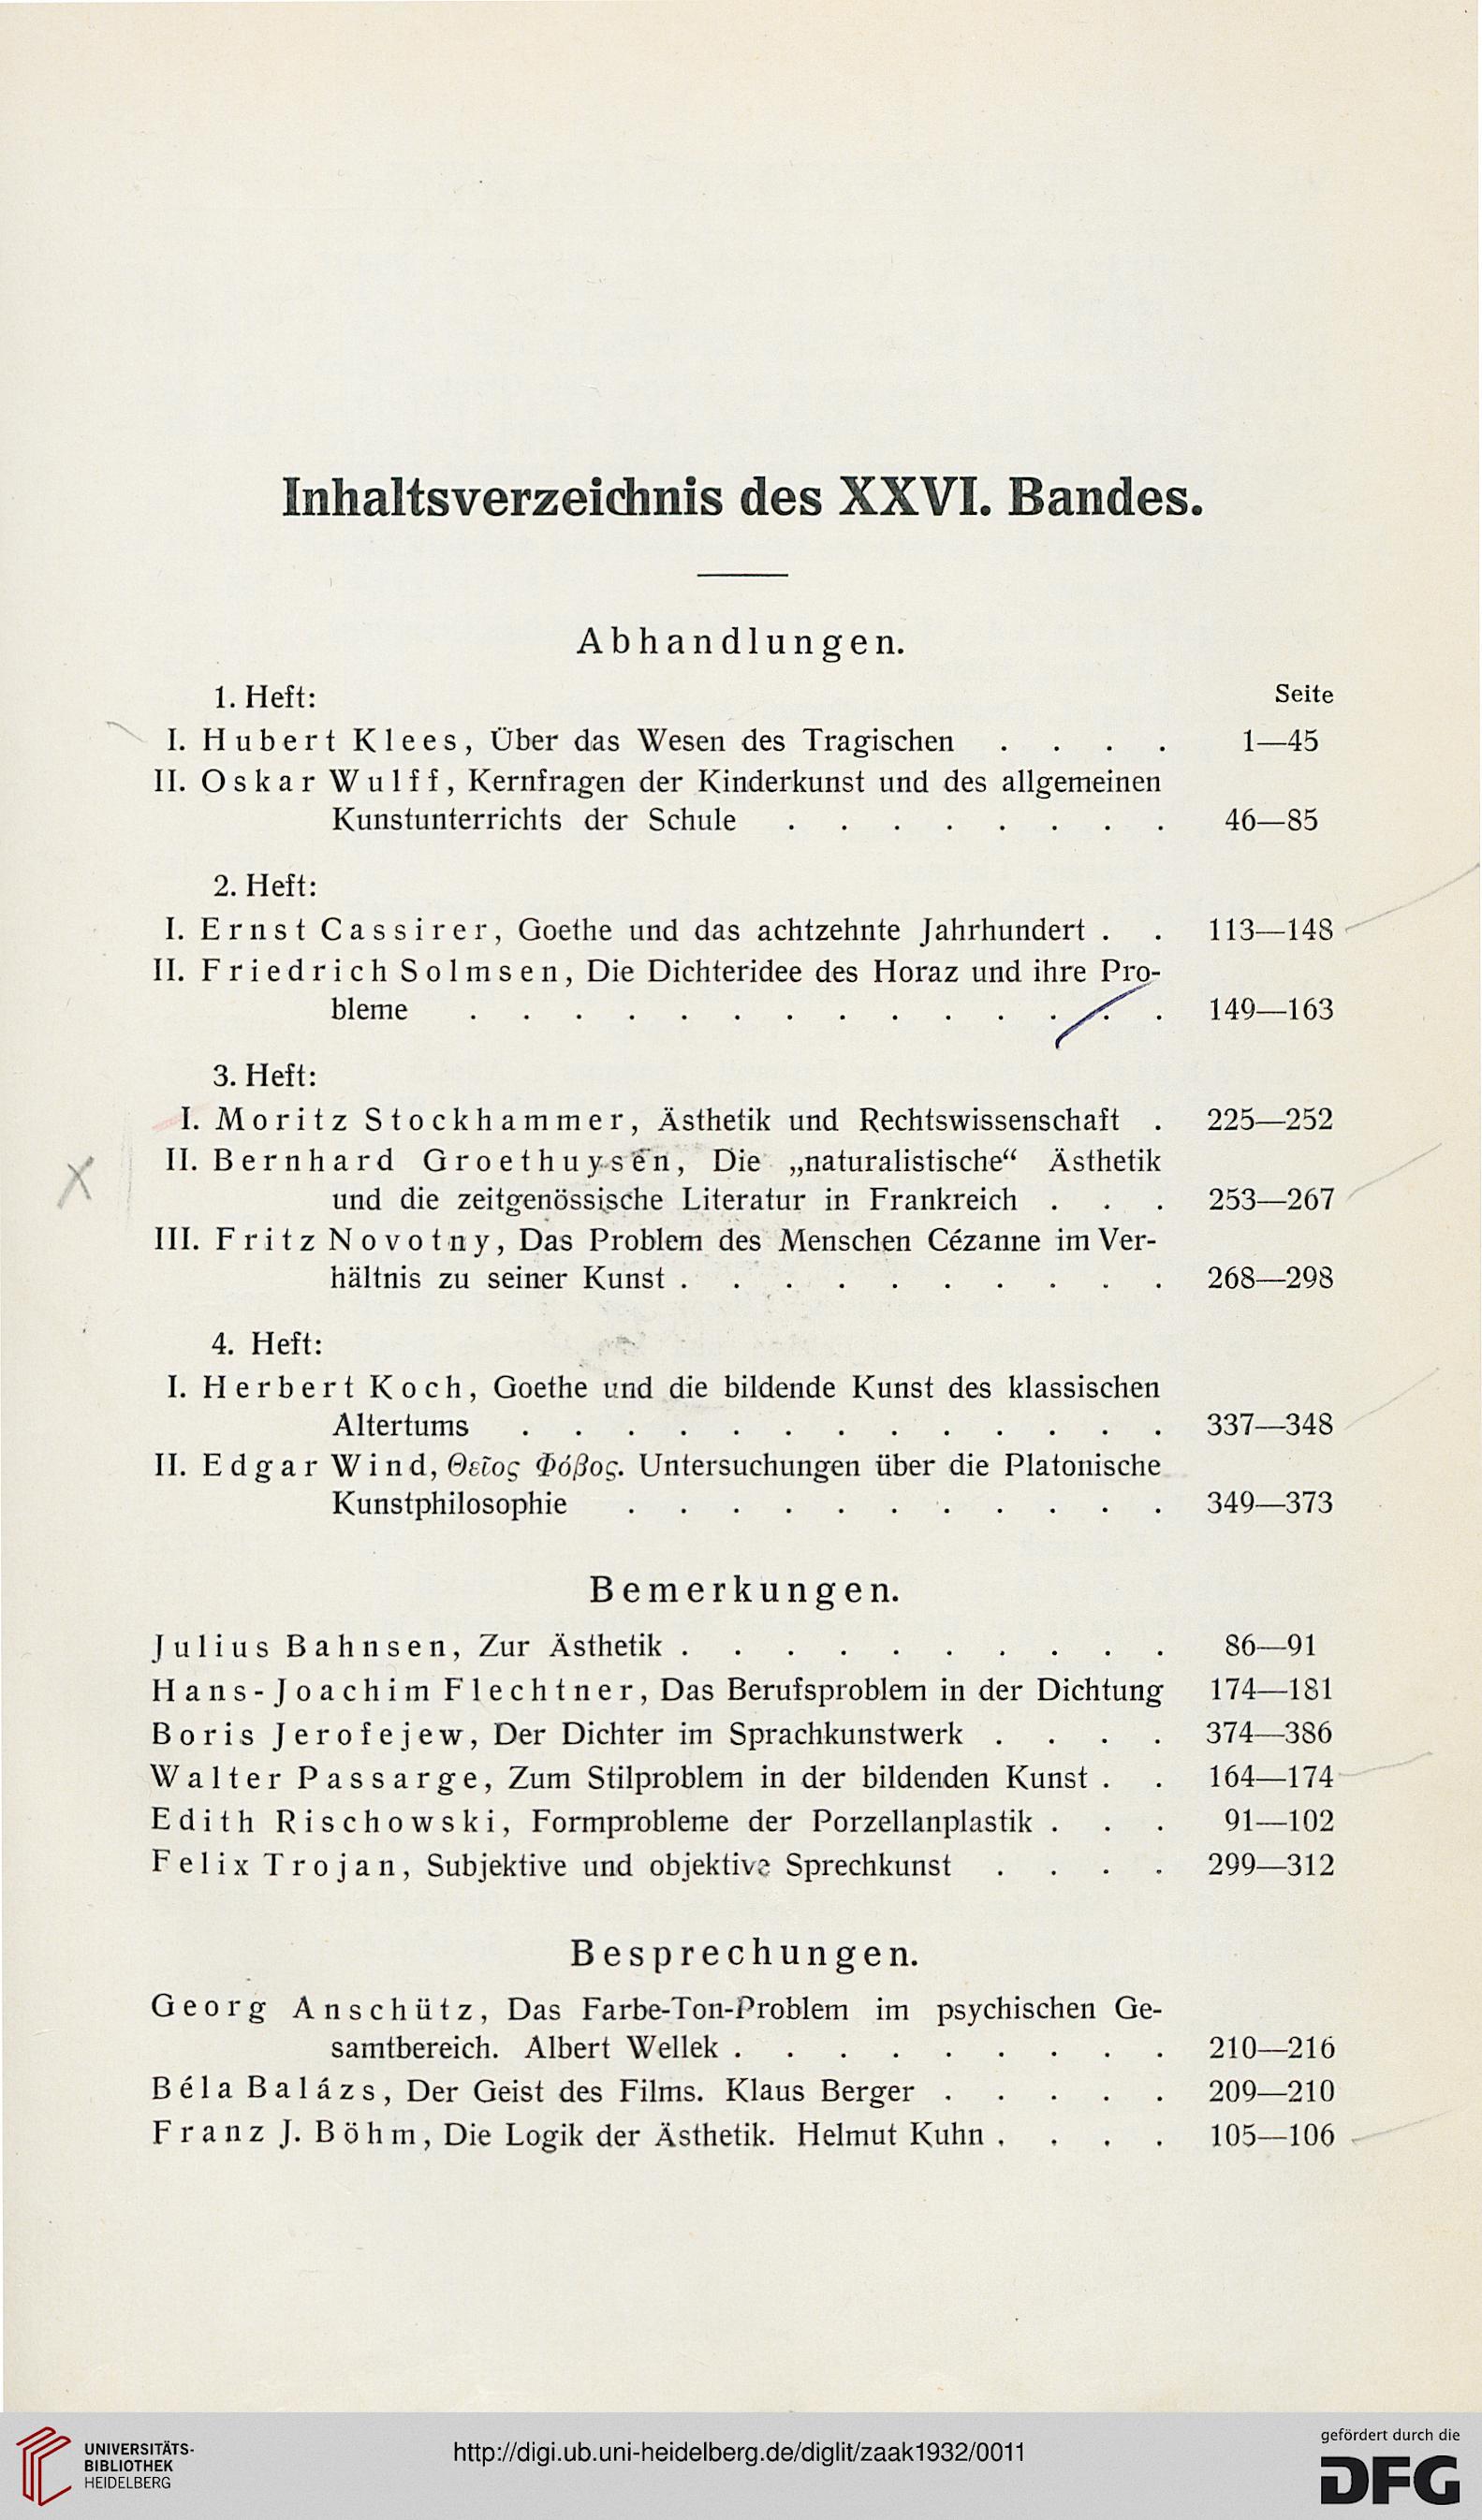 Inhaltsverzeichnis des XXVI. Bandes.
Abhandlungen.
1. Heft: Seite
I. Hubert Klees, Über das Wesen des Tragischen . . . . 1—45
II. Oskar Wulff, Kernfragen der Kinderkunst und des allgemeinen
Kunstunterrichts der Schule . . . . . . . . 46—85
2. Heft:
I. Ernst Cassirer, Goethe und das achtzehnte Jahrhundert . . 113—148
II. Friedrich Solmsen, Die Dichteridee des Horaz und ihre Pro-
bleme . . . . . . . . . . . . . . 149—163
3. Heft:
I. Moritz Stockhammer, Ästhetik und Rechtswissenschaft . 225—252
II. Bernhard Groethuysen, Die „naturalistische“ Ästhetik
und die zeitgenössische Literatur in Frankreich . . . 253—267
III. Fritz Novotny, Das Problem des Menschen Cézanne im Ver-
hältnis zu seiner Kunst . . . . . . . . . . 268—298
4. Heft:
I. Herbert Koch, Goethe und die bildende Kunst des klassischen
Altertums . . . . . . . . . . . . . 337—348
II. Edgar Wind, Θεῖος Φόβος. Untersuchungen über die Platonische
Kunstphilosophie . . . . . . . . . . . 349—373
Bemerkungen.
Julius Bahnsen, Zur Ästhetik . . . . . . . . . . 86—91
Hans-Joachim Flechtner, Das Berufsproblem in der Dichtung 174—181
Boris Jerofejew, Der Dichter im Sprachkunstwerk . . . . 374—386
Walter Passarge, Zum Stilproblem in der bildenden Kunst . . 164—174
Edith Rischowski, Formprobleme der Porzellanplastik . . . 91—102
Felix Trojan, Subjektive und objektive Sprechkunst . . . . 299—312
Besprechungen.
Georg Anschütz, Das Farbe-Ton-Problem im psychischen Ge-
samtbereich. Albert Wellek . . . . . . . . . 210—216
Béla Balázs, Der Geist des Films. Klaus Berger . . . . . 209—210
Franz J. Böhm, Die Logik der Ästhetik. Helmut Kuhn . . . . 105—106
UNIVERSITÄTS-
BIBLIOTHEK
HEIDELBERG
http://digi.ub.uni-heidelberg.de/diglit/zaak1932/0011
gefördert durch die
DFG